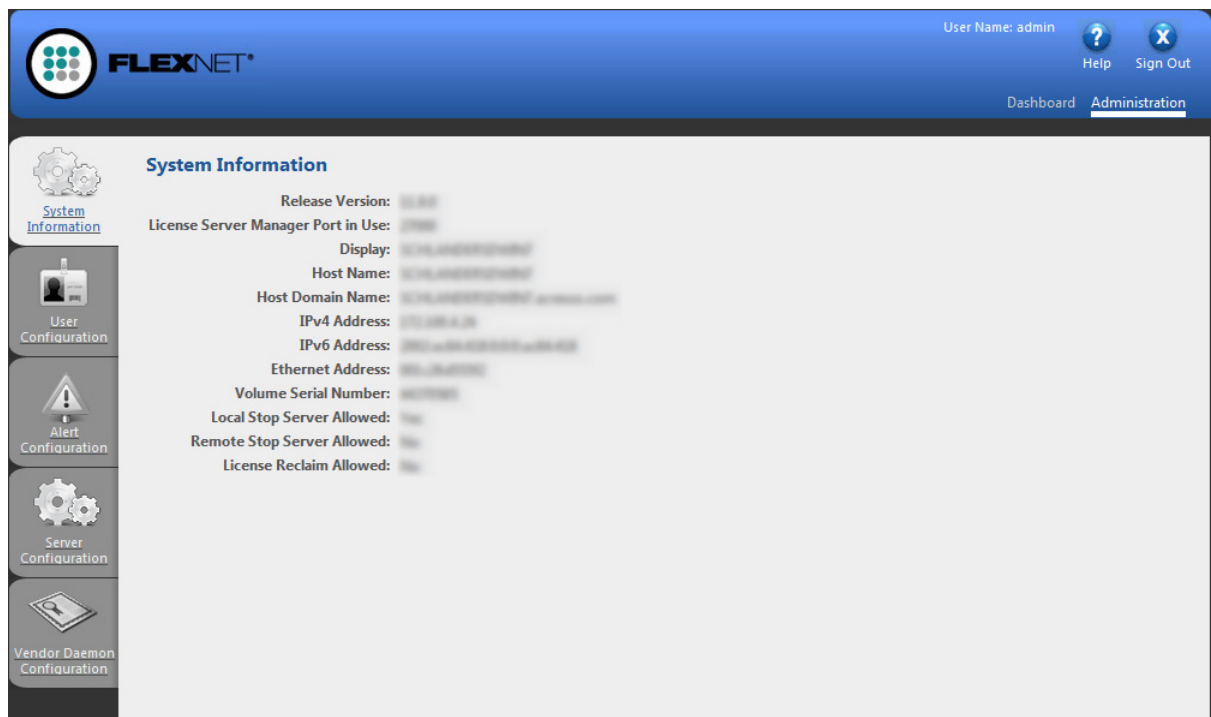 User Name: admin
FLEXNET
Help
Sign Out
Dashboard
Administration
System Information
System
Information
User
Configuration
Alert
Configuration
Server
Configuration
Vendor Daemon
Configuration
Release Version:
License Server Manager Port in Use:
Display:
Host Name:
Host Domain Name:
IPv4 Address:
IPv6 Address:
Ethernet Address:
Volume Serial Number:
Local Stop Server Allowed:
Remote Stop Server Allowed:
License Reclaim Allowed: